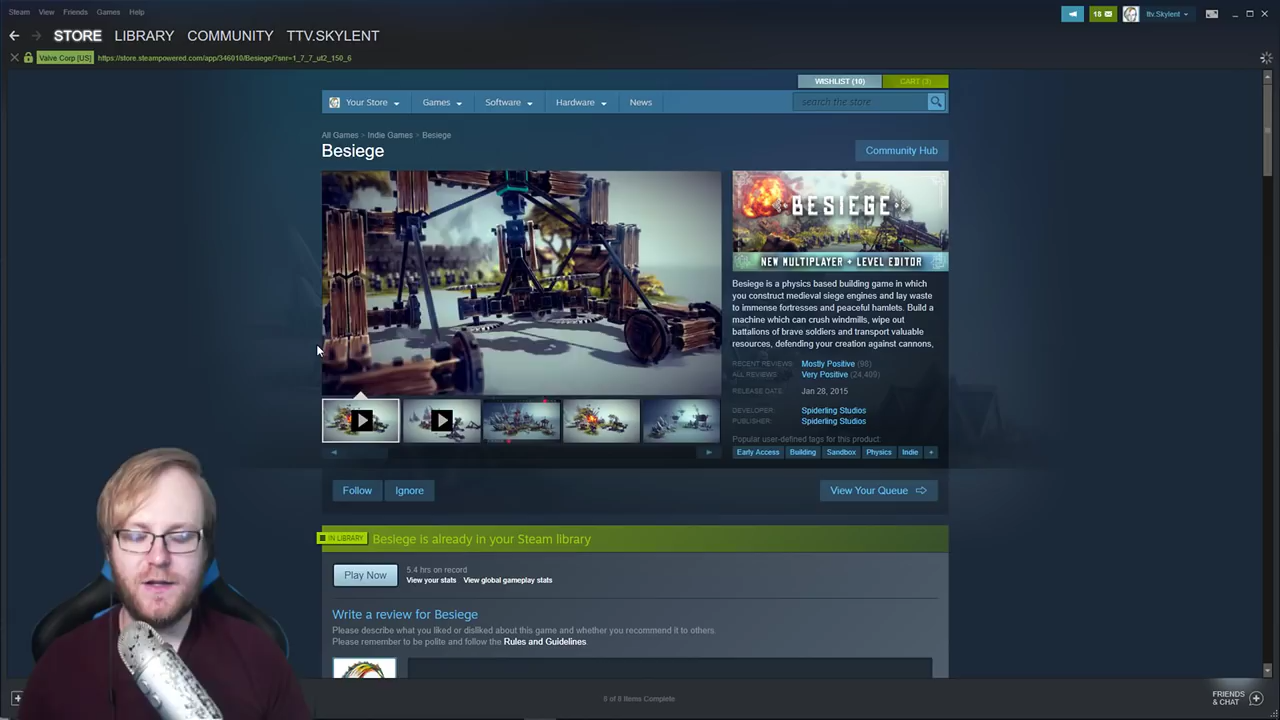 Steam View Friends Games Help
18 ttv.Skylent
STORE LIBRARY COMMUNITY TTV.SKYLENT
Valve Corp [US] https://store.steampowered.com/app/346010/Besiege/?snr=1_7_7_ut2_150_6
WISHLIST (10) CART (3)
Your Store Games Software Hardware News search the store
All Games > Indie Games > Besiege
Besiege
Community Hub
BESIEGE
NEW MULTIPLAYER + LEVEL EDITOR
Besiege is a physics based building game in which
you construct medieval siege engines and lay waste
to immense fortresses and peaceful hamlets. Build a
machine which can crush windmills, wipe out
battalions of brave soldiers and transport valuable
resources, defending your creation against cannons,
RECENT REVIEWS: Mostly Positive (98)
ALL REVIEWS: Very Positive (24,409)
RELEASE DATE: Jan 28, 2015
DEVELOPER: Spiderling Studios
PUBLISHER: Spiderling Studios
Popular user-defined tags for this product:
Early Access Building Sandbox Physics Indie +
Follow Ignore View Your Queue
IN LIBRARY Besiege is already in your Steam library
Play Now
5.4 hrs on record
View your stats View global gameplay stats
Write a review for Besiege
Please describe what you liked or disliked about this game and whether you recommend it to others.
Please remember to be polite and follow the Rules and Guidelines.
8 of 8 Items Complete
FRIENDS
& CHAT